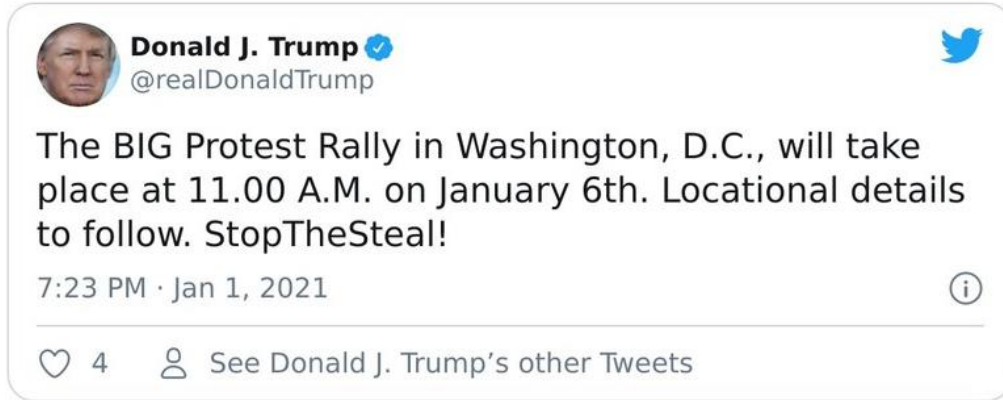 Donald J. Trump
@realDonaldTrump
The BIG Protest Rally in Washington, D.C., will take
place at 11.00 A.M. on January 6th. Locational details
to follow. StopTheSteal!
7:23 PM · Jan 1, 2021
4 See Donald J. Trump’s other Tweets